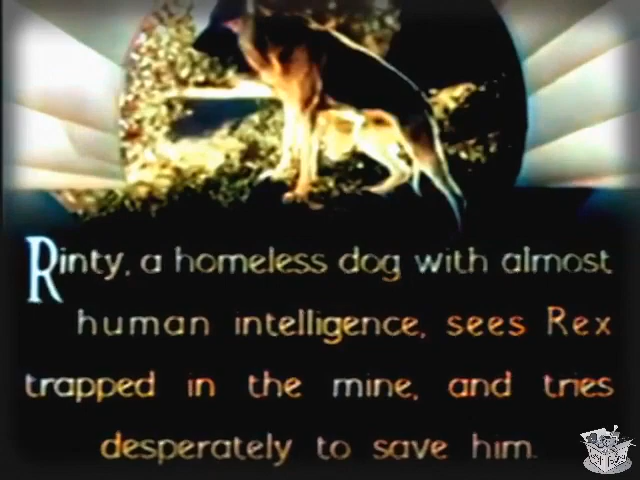 Rinty, a homeless dog with almost
human intelligence, sees Rex
trapped in the mine, and tries
desperately to save him.